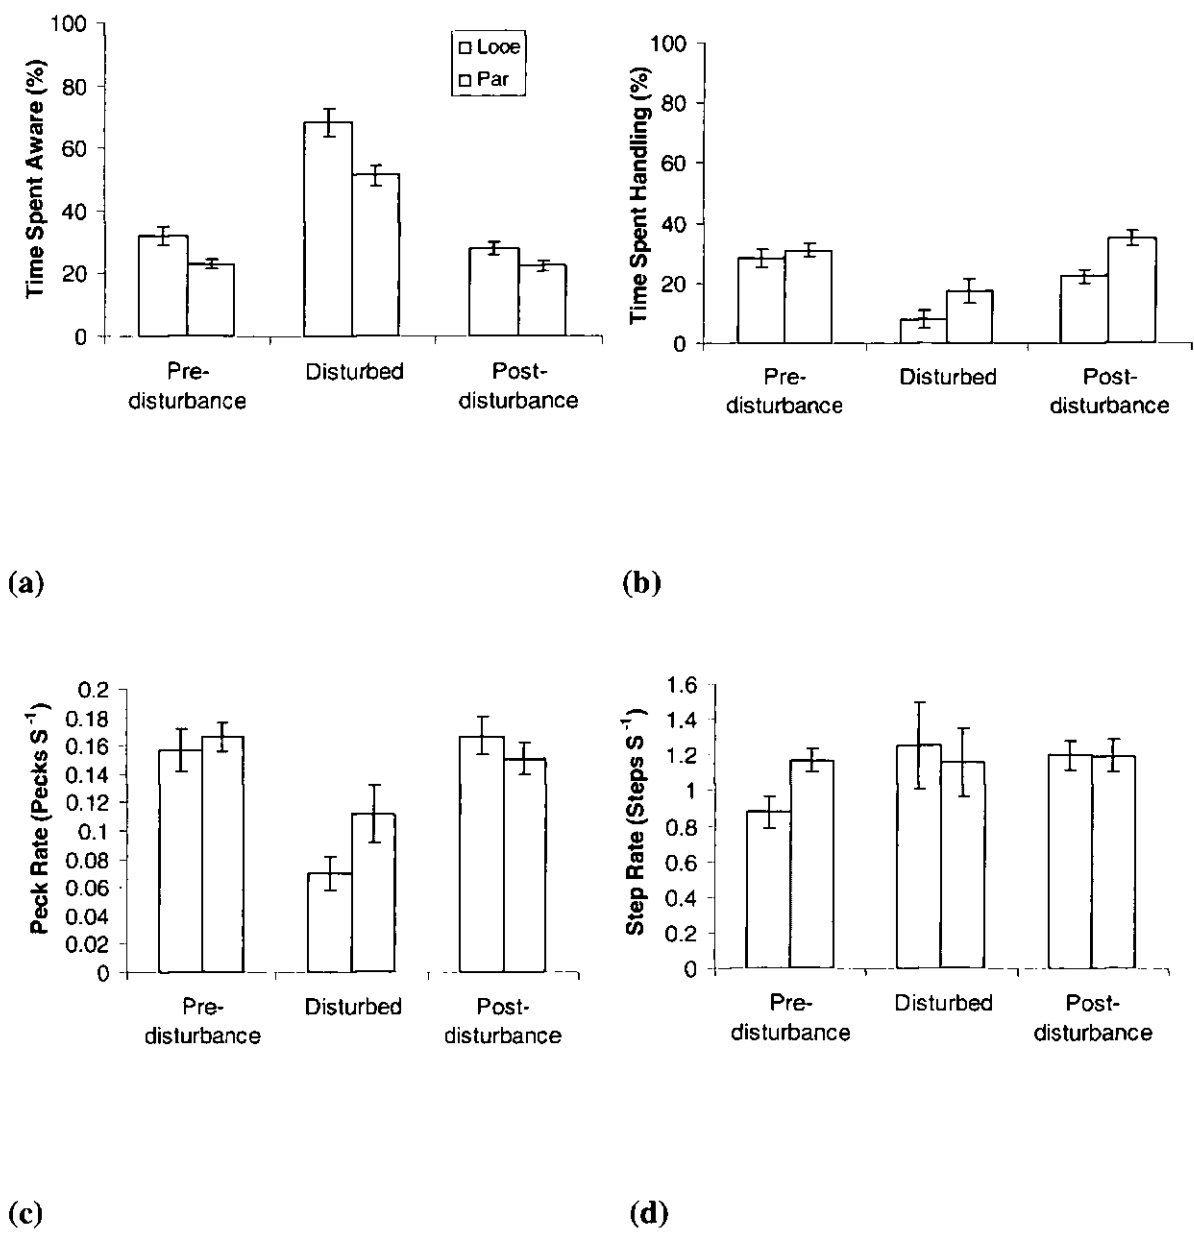 Time Spent Aware (%)
100
80
60
40
20
0
Looe
Par
Pre-
disturbance
Disturbed
Post-
disturbance
(a)
Time Spent Handling (%)
100
80
60
40
20
0
Pre-
disturbance
Disturbed
Post-
disturbance
(b)
Peck Rate (Pecks S⁻¹)
0.2
0.18
0.16
0.14
0.12
0.1
0.08
0.06
0.04
0.02
0
Pre-
disturbance
Disturbed
Post-
disturbance
(c)
Step Rate (Steps S⁻¹)
1.6
1.4
1.2
1
0.8
0.6
0.4
0.2
0
Pre-
disturbance
Disturbed
Post-
disturbance
(d)